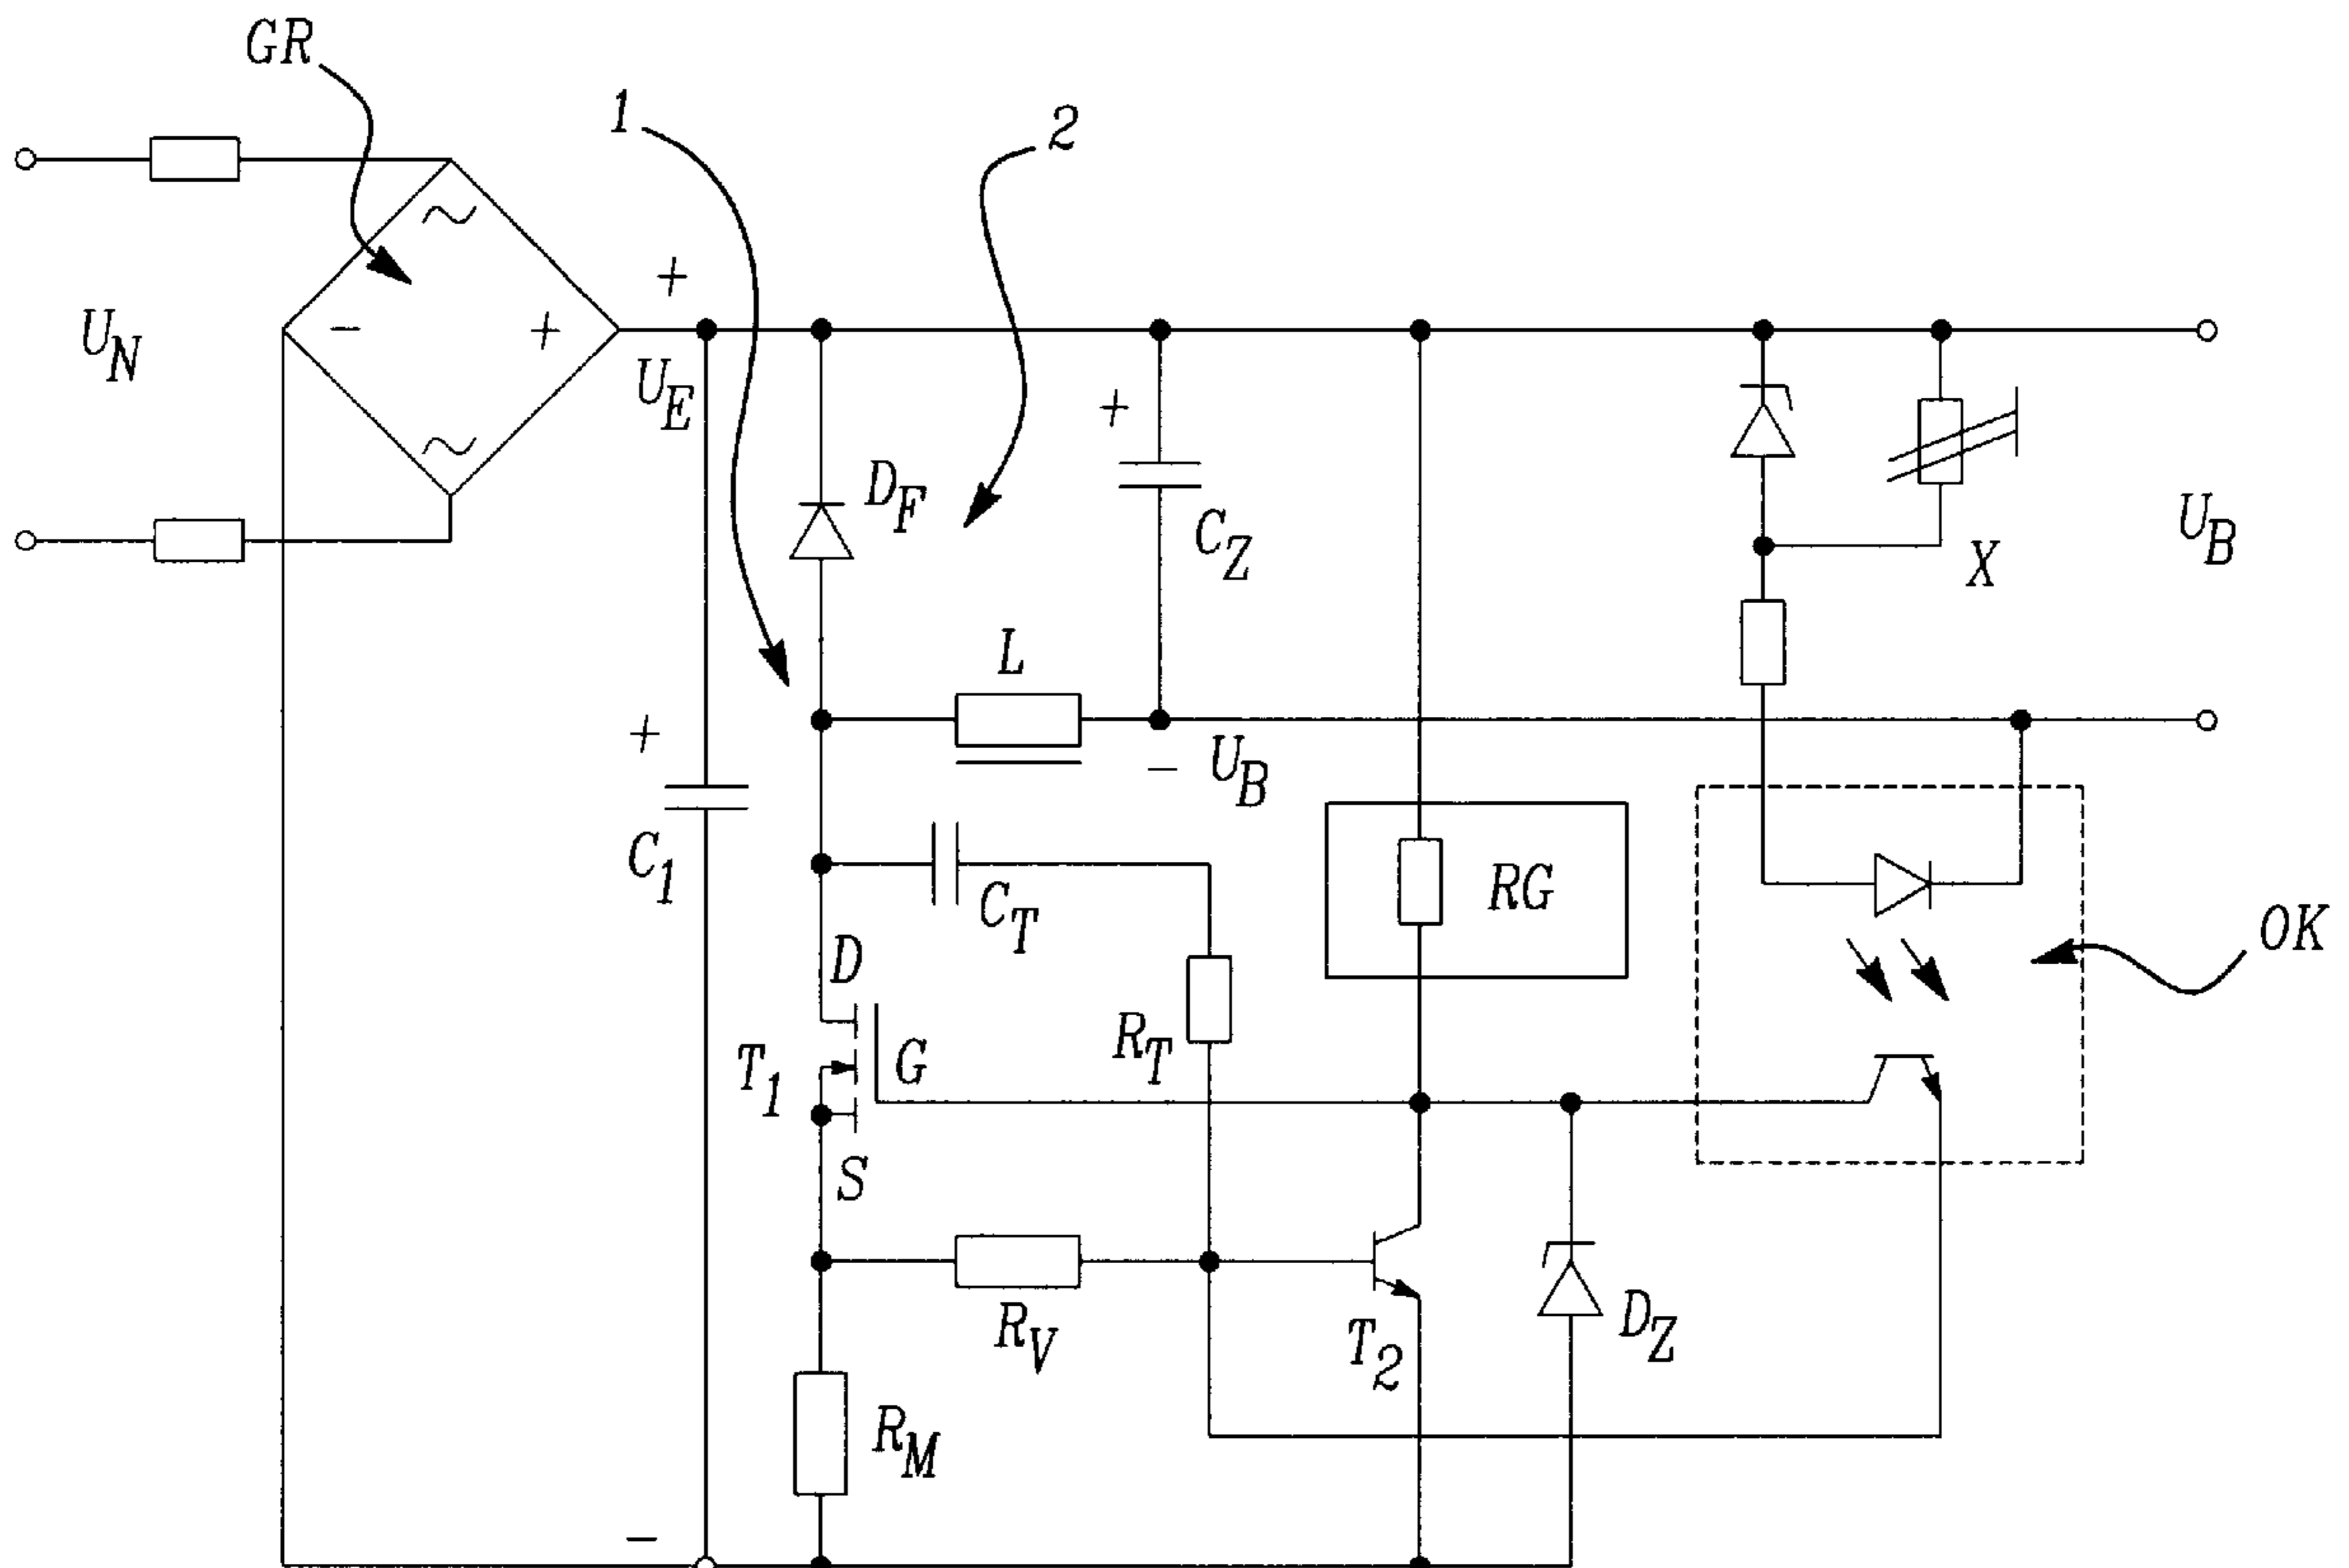 GR
1
2
~
U_N
-
+
+
U_E
~
D_F
+
C_Z
X
U_B
L
+
C_1
-
U_B
C_T
RG
OK
D
R_T
T_1
G
S
R_V
T_2
D_Z
R_M
-